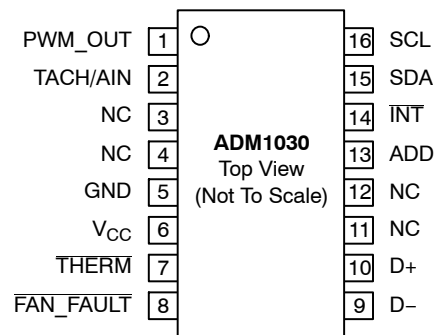 PWM_OUT 1 16 SCL
TACH/AIN 2 15 SDA
NC 3 14 INT
NC 4 ADM1030 13 ADD
GND 5 Top View 12 NC
VCC 6 (Not To Scale) 11 NC
THERM 7 10 D+
FAN_FAULT 8 9 D−